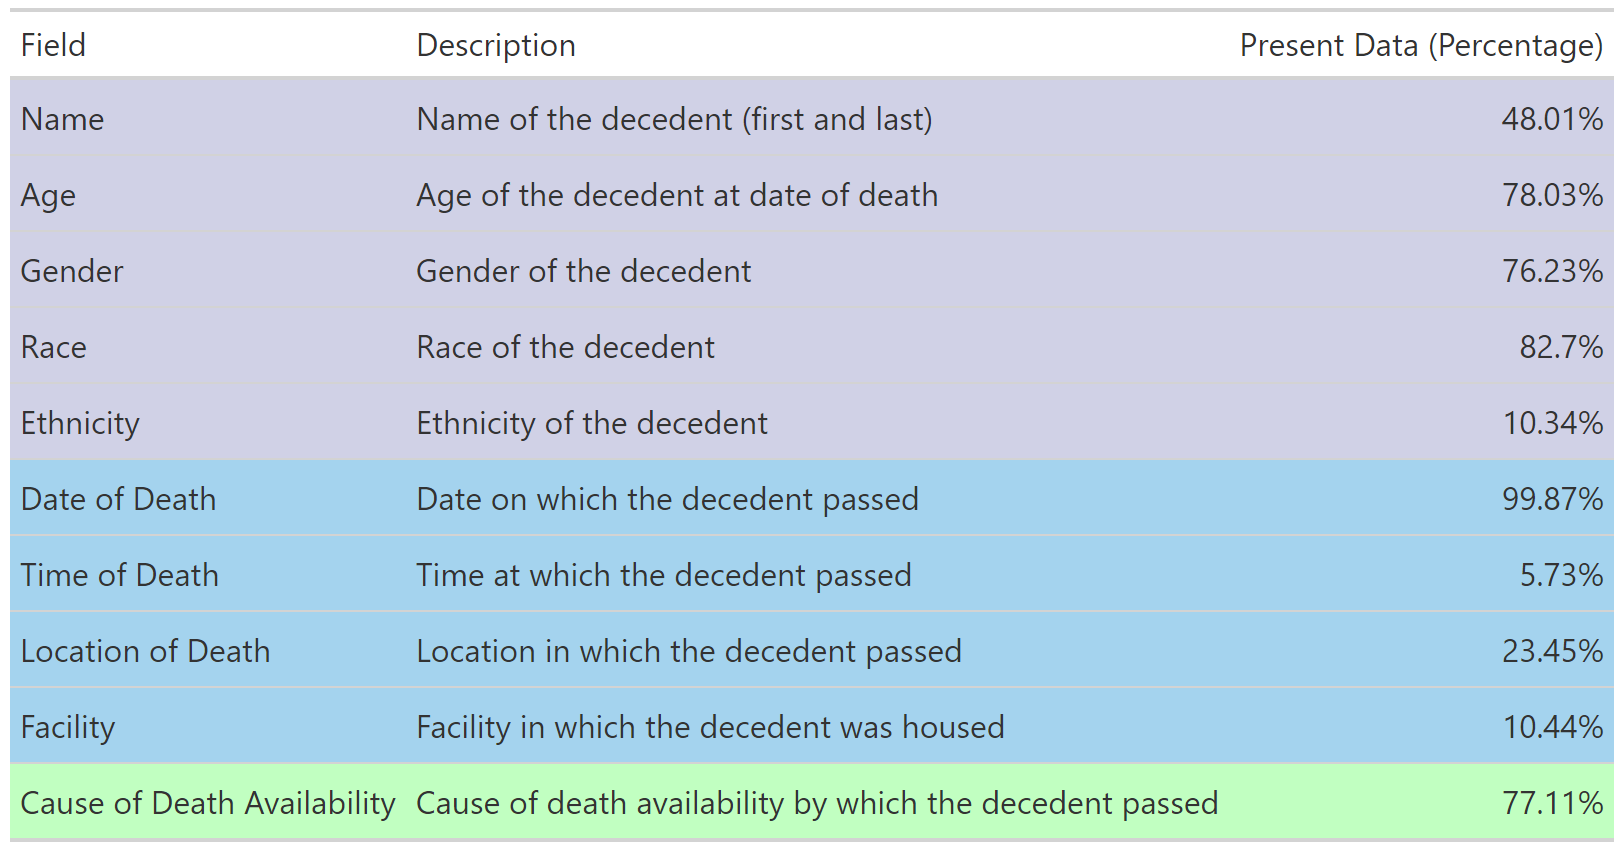 Field Description Present Data (Percentage)
Name Name of the decedent (first and last) 48.01%
Age Age of the decedent at date of death 78.03%
Gender Gender of the decedent 76.23%
Race Race of the decedent 82.7%
Ethnicity Ethnicity of the decedent 10.34%
Date of Death Date on which the decedent passed 99.87%
Time of Death Time at which the decedent passed 5.73%
Location of Death Location in which the decedent passed 23.45%
Facility Facility in which the decedent was housed 10.44%
Cause of Death Availability Cause of death availability by which the decedent passed 77.11%